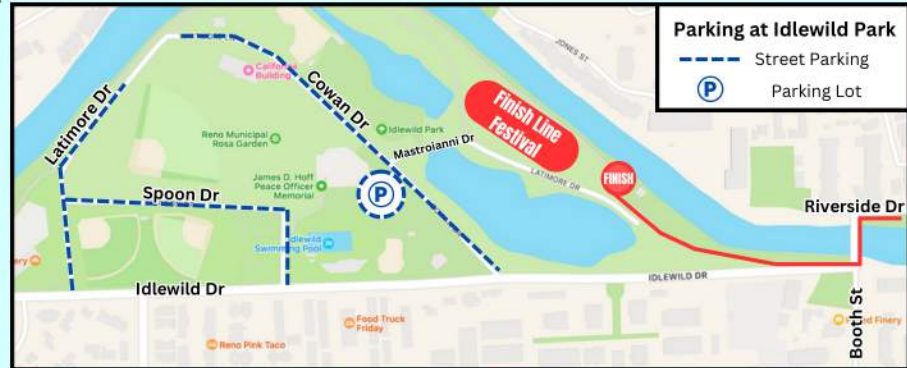 Parking at Idlewild Park
Street Parking
P
Parking Lot
JONES ST
California
Building
Cowan Dr
Latimore Dr
Finish Line
Festival
Idlewild Park
Reno Municipal
Rosa Garden
Mastroianni Dr
LATIMORE DR
FINISH
James D. Hoff
Peace Officer
Memorial
P
Spoon Dr
Riverside Dr
Idlewild
Swimming Pool
IDLEWILD DR
Idlewild Dr
Booth St
Food Truck
Friday
Reno Pink Taco
Finery